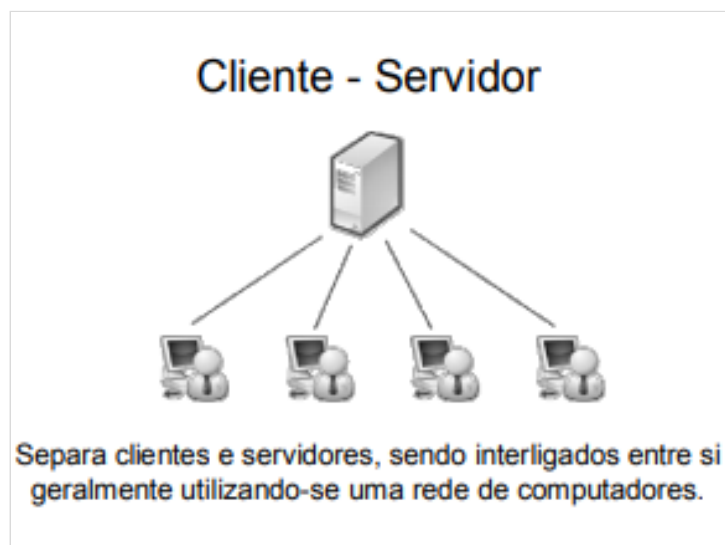 Cliente - Servidor
Separa clientes e servidores, sendo interligados entre si
geralmente utilizando-se uma rede de computadores.